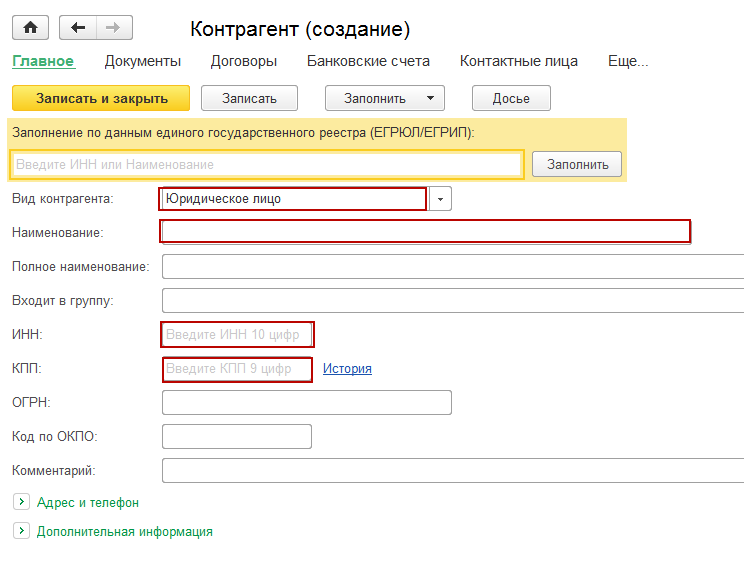 Контрагент (создание)
Главное Документы Договоры Банковские счета Контактные лица Еще...
Записать и закрыть Записать Заполнить Досье
Заполнение по данным единого государственного реестра (ЕГРЮЛ/ЕГРИП):
Введите ИНН или Наименование Заполнить
Вид контрагента: Юридическое лицо
Наименование:
Полное наименование:
Входит в группу:
ИНН: Введите ИНН 10 цифр
КПП: Введите КПП 9 цифр История
ОГРН:
Код по ОКПО:
Комментарий:
Адрес и телефон
Дополнительная информация